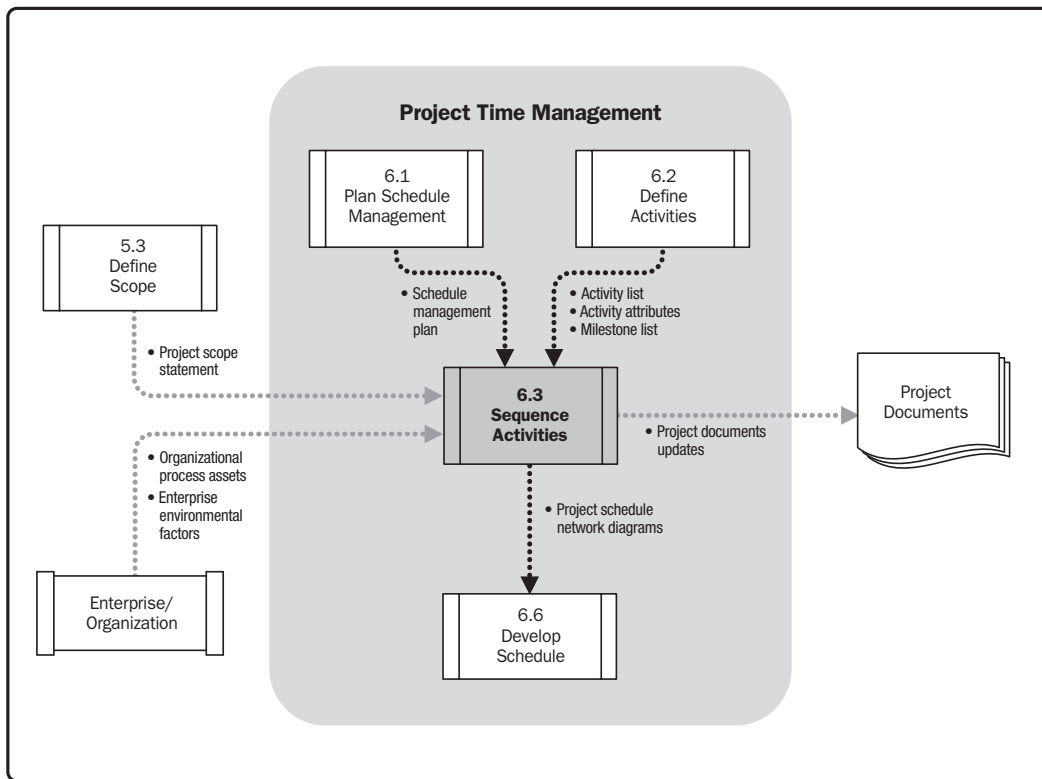 Project Time Management
6.1
Plan Schedule
Management
6.2
Define
Activities
5.3
Define
Scope
• Schedule
management
plan
• Activity list
• Activity attributes
• Milestone list
• Project scope
statement
6.3
Sequence
Activities
Project
Documents
• Project documents
updates
• Organizational
process assets
• Enterprise
environmental
factors
• Project schedule
network diagrams
Enterprise/
Organization
6.6
Develop
Schedule